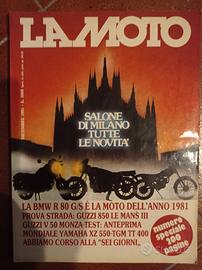 LA MOTO
SALONE
DI MILANO
TUTTE
LE NOVITA'
LA BMW R 80 G/S È LA MOTO DELL'ANNO 1981
PROVA STRADA: GUZZI 850 LE MANS III
GUZZI V 50 MONZA-TEST: ANTEPRIMA
MONDIALE YAMAHA XZ 550-TGM TT 400
ABBIAMO CORSO ALLA "SEI GIORNI"
numero
speciale
300
pagine